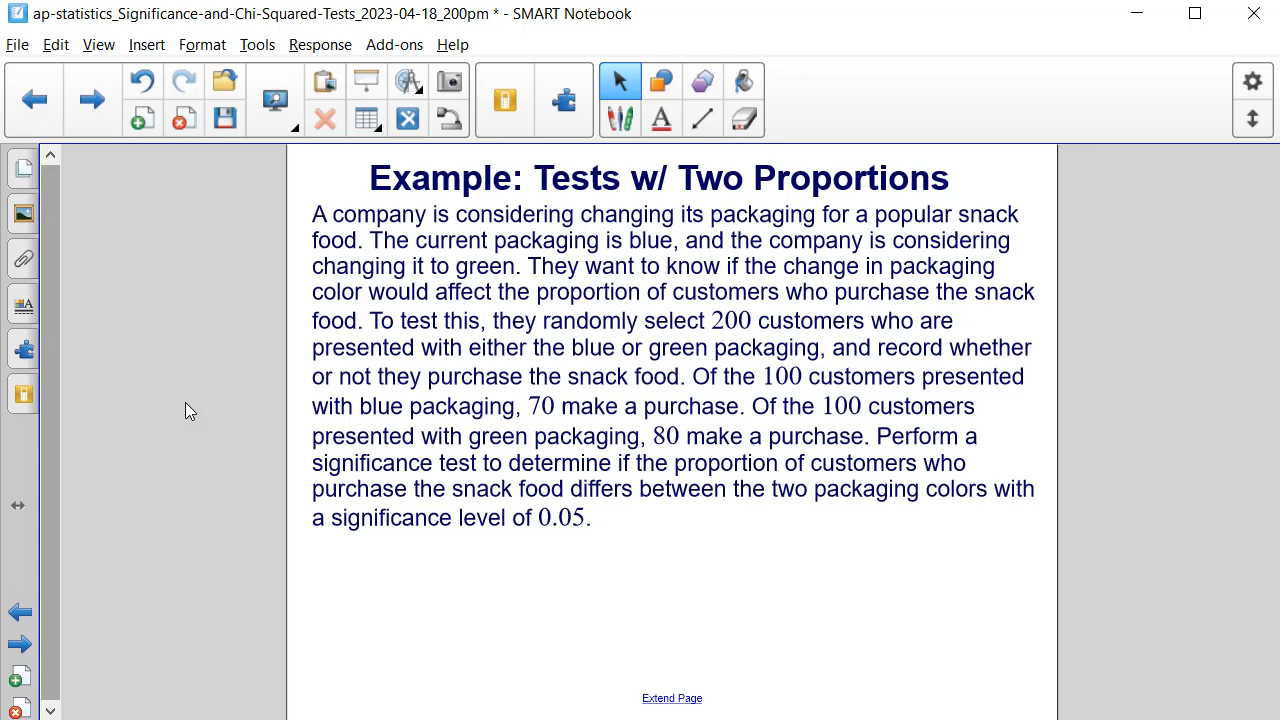 ap-statistics_Significance-and-Chi-Squared-Tests_2023-04-18_200pm * - SMART Notebook
File Edit View Insert Format Tools Response Add-ons Help
Example: Tests w/ Two Proportions
A company is considering changing its packaging for a popular snack
food. The current packaging is blue, and the company is considering
changing it to green. They want to know if the change in packaging
color would affect the proportion of customers who purchase the snack
food. To test this, they randomly select 200 customers who are
presented with either the blue or green packaging, and record whether
or not they purchase the snack food. Of the 100 customers presented
with blue packaging, 70 make a purchase. Of the 100 customers
presented with green packaging, 80 make a purchase. Perform a
significance test to determine if the proportion of customers who
purchase the snack food differs between the two packaging colors with
a significance level of 0.05.
Extend Page